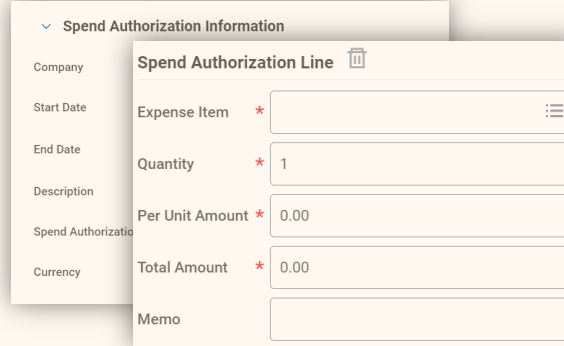 Spend Authorization Information
Company
Start Date
End Date
Description
Spend Authorizatio
Currency
Spend Authorization Line
Expense Item *
Quantity * 1
Per Unit Amount * 0.00
Total Amount * 0.00
Memo